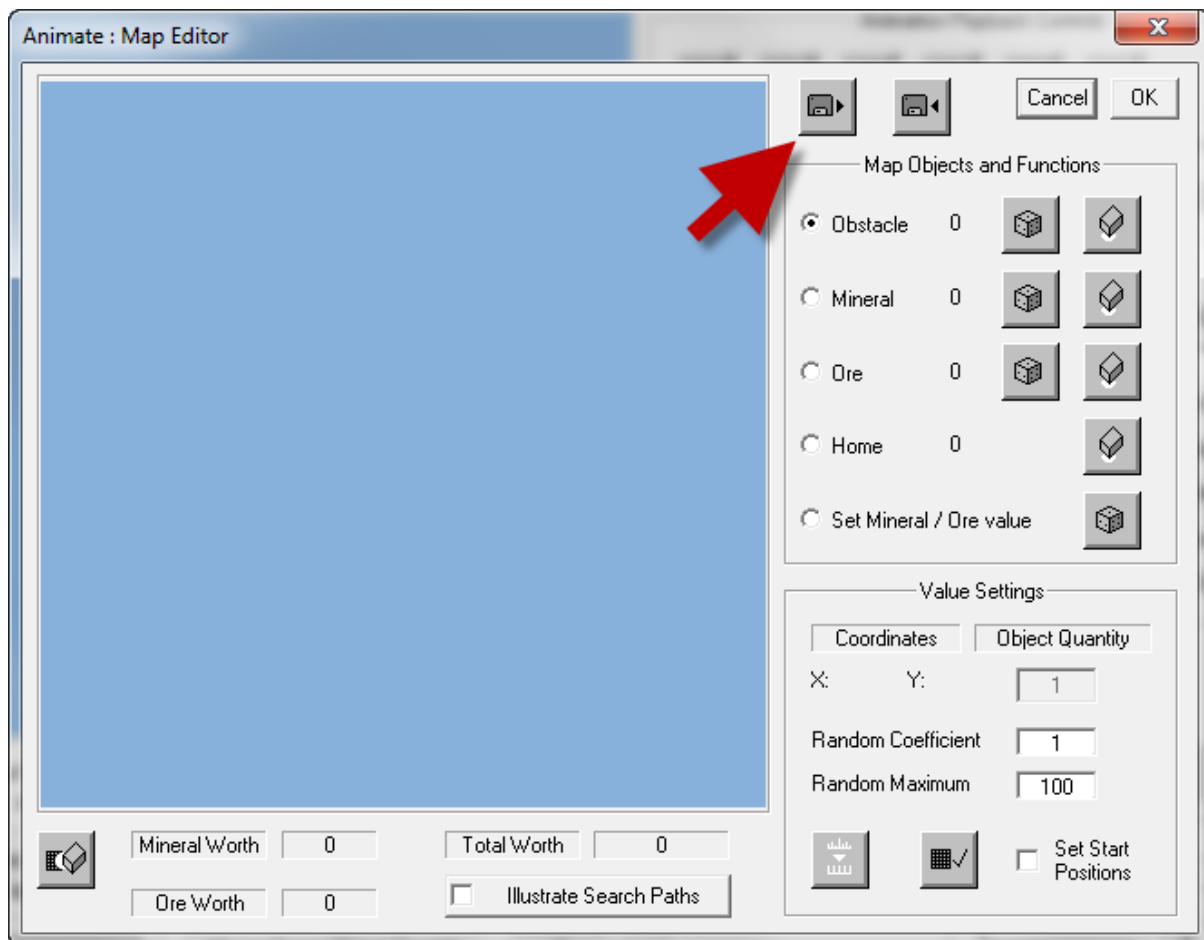 Animate : Map Editor
Cancel OK
Map Objects and Functions
Obstacle 0
Mineral 0
Ore 0
Home 0
Set Mineral / Ore value
Value Settings
Coordinates Object Quantity
X: Y: 1
Random Coefficient 1
Random Maximum 100
Mineral Worth 0 Total Worth 0
Set Start
Positions
Ore Worth 0 Illustrate Search Paths